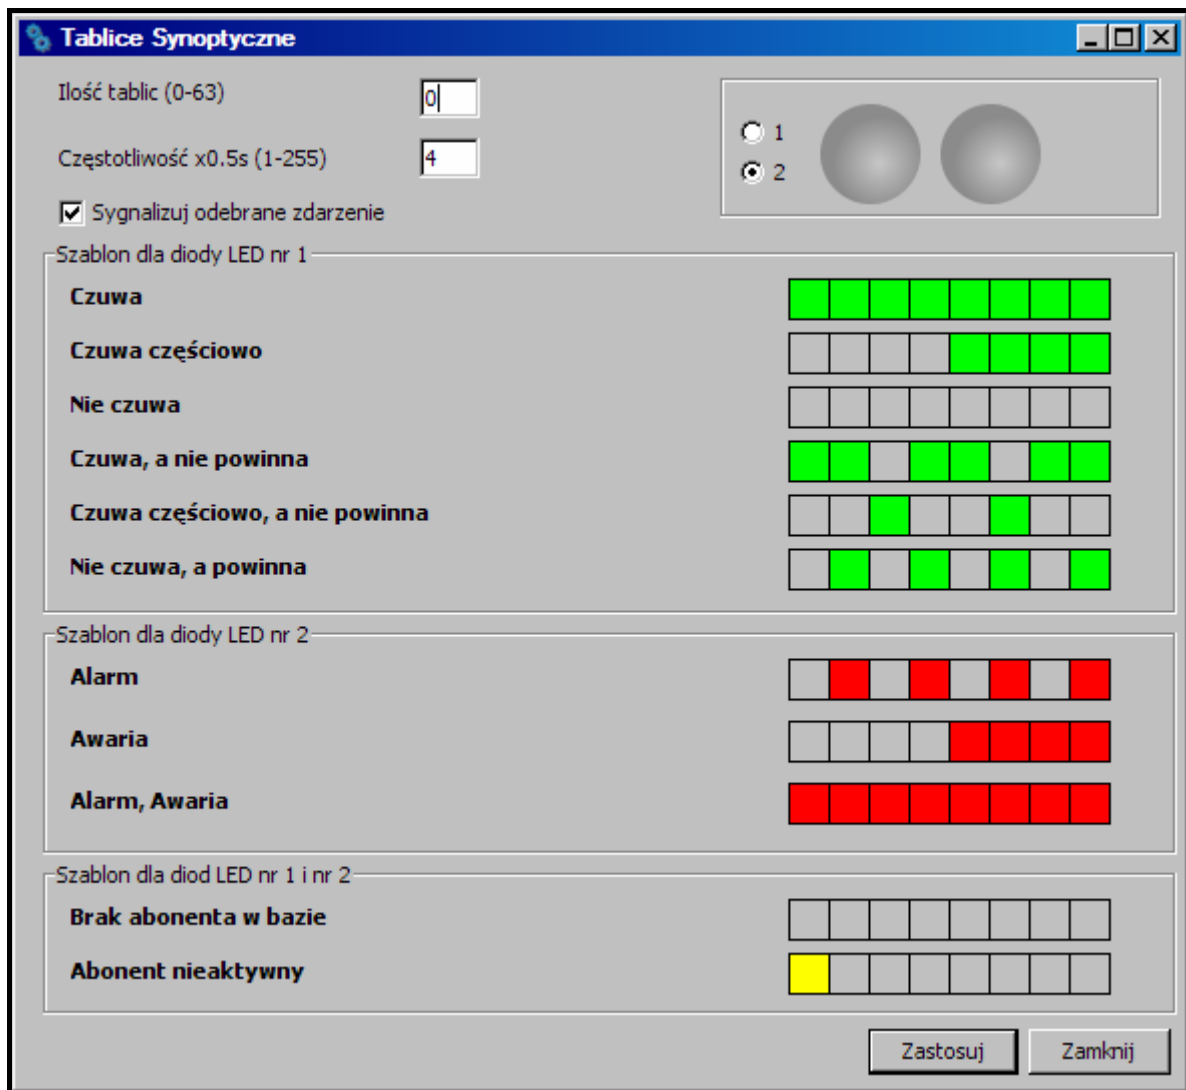 Tablice Synoptyczne
Ilość tablic (0-63)
0
Częstotliwość x0.5s (1-255)
4
Sygnalizuj odebrane zdarzenie
1
2
Szablon dla diody LED nr 1
Czuwa
Czuwa częściowo
Nie czuwa
Czuwa, a nie powinna
Czuwa częściowo, a nie powinna
Nie czuwa, a powinna
Szablon dla diody LED nr 2
Alarm
Awaria
Alarm, Awaria
Szablon dla diod LED nr 1 i nr 2
Brak abonenta w bazie
Abonent nieaktywny
Zastosuj
Zamknij